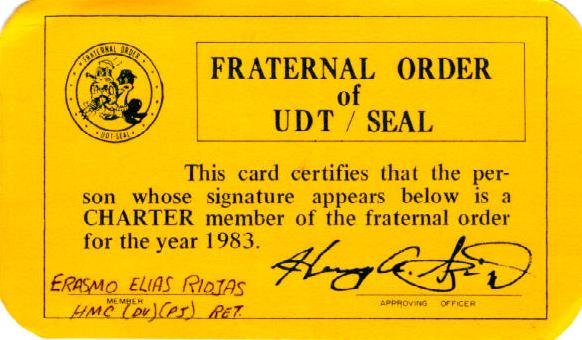 FRATERNAL ORDER
UDT-SEAL
FRATERNAL ORDER
of
UDT / SEAL
This card certifies that the per-
son whose signature appears below is a
CHARTER member of the fraternal order
for the year 1983.
ERASMO ELIAS RIOJAS
MEMBER
HMC (DV)(PJ) RET.
APPROVING OFFICER